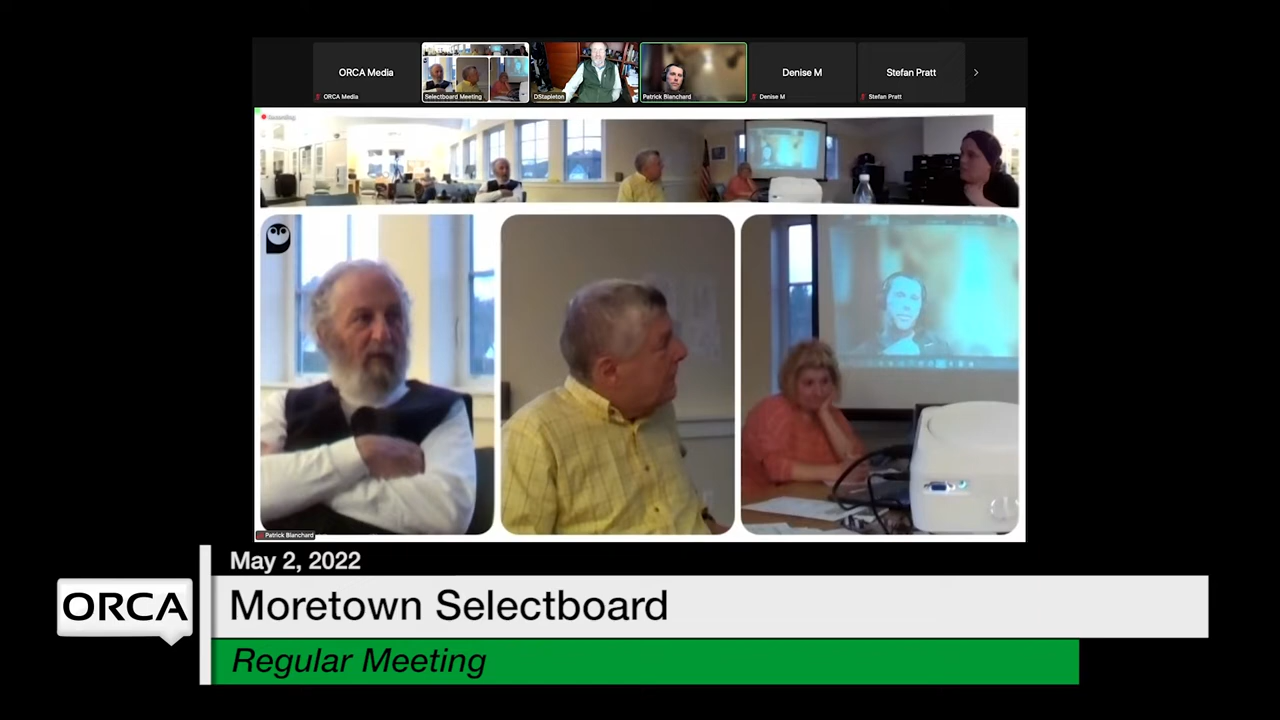 ORCA Media
Denise M
Stefan Pratt
ORCA Media
Selectboard Meeting
DStapleton
Patrick Blanchard
Denise M
Stefan Pratt
Recording
Patrick Blanchard
May 2, 2022
ORCA
Moretown Selectboard
Regular Meeting